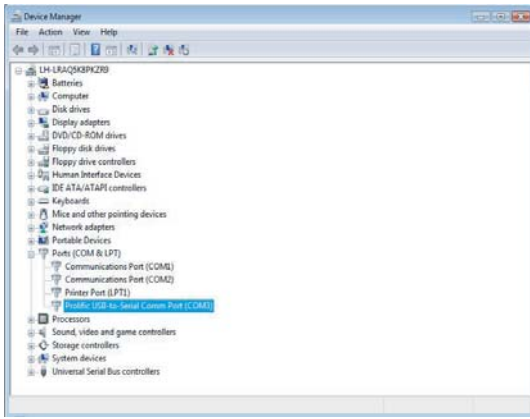 Device Manager
File Action View Help
LH-LRAQ5K8PKZR9
Batteries
Computer
Disk drives
Display adapters
DVD/CD-ROM drives
Floppy disk drives
Floppy drive controllers
Human Interface Devices
IDE ATA/ATAPI controllers
Keyboards
Mice and other pointing devices
Network adapters
Portable Devices
Ports (COM & LPT)
Communications Port (COM1)
Communications Port (COM2)
Printer Port (LPT1)
Prolific USB-to-Serial Comm Port (COM3)
Processors
Sound, video and game controllers
Storage controllers
System devices
Universal Serial Bus controllers